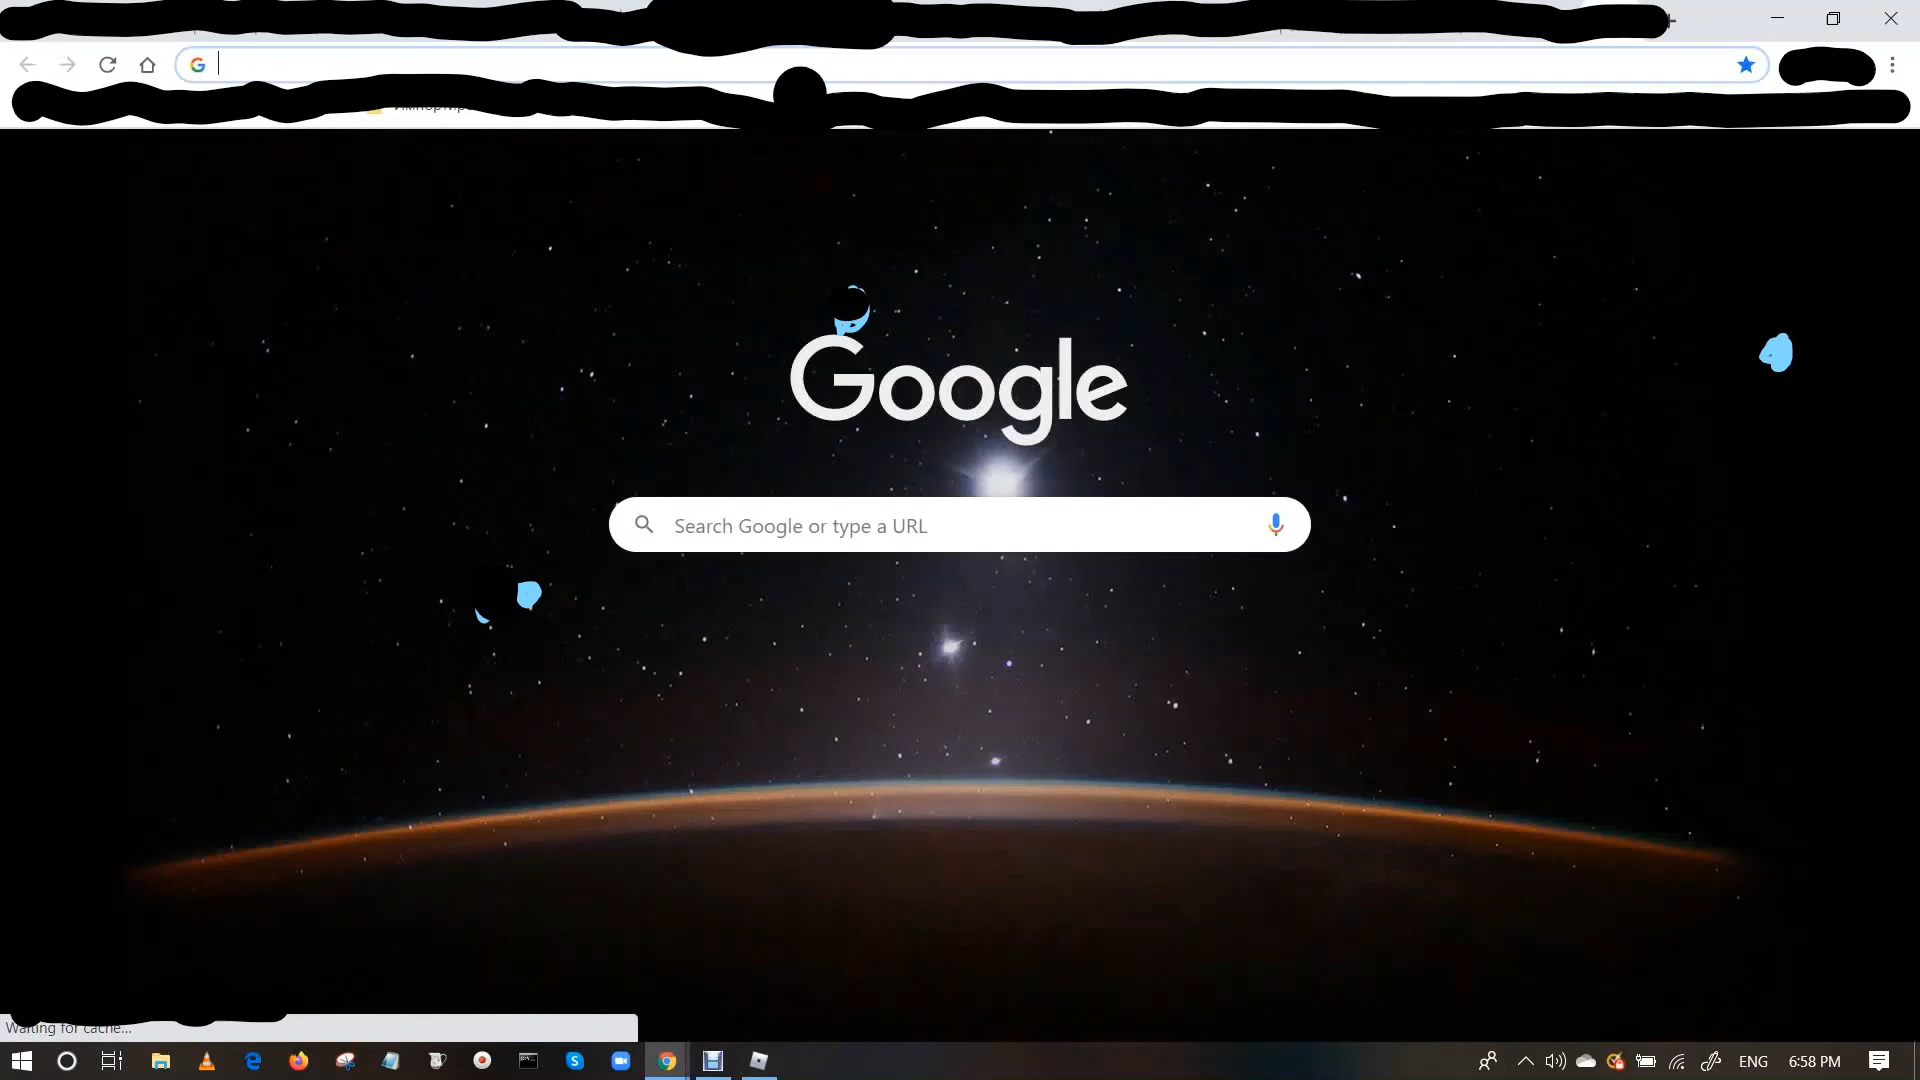 Google
Search Google or type a URL
Waiting for cache...
ENG
6:58 PM